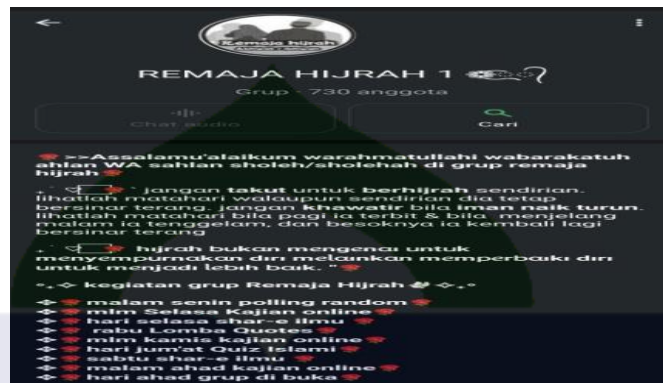 Remaja hijrah
REMAJA HIJRAH 1
Grup · 730 anggota
Chat audio
Cari
>>Assalamu'alaikum warahmatullahi wabarakatuh
ahlan WA sahlan sholeh/sholehah di grup remaja
hijrah
jangan takut untuk berhijrah sendirian.
lihatlah matahari walaupun sendirian dia tetap
bersinar terang. jangan khawatir bila iman naik turun.
lihatlah matahari bila pagi ia terbit & bila menjelang
malam ia tenggelam, dan besoknya ia kembali lagi
bersinar terang
hijrah bukan mengenai untuk
menyempurnakan diri melainkan memperbaiki diri
untuk menjadi lebih baik. "
kegiatan grup Remaja Hijrah
malam senin polling random
mlm Selasa Kajian online
hari selasa shar-e ilmu
rabu Lomba Quotes
mlm kamis kajian online
hari jum'at Quiz Islami
sabtu shar-e ilmu
malam ahad kajian online
hari ahad grup di buka